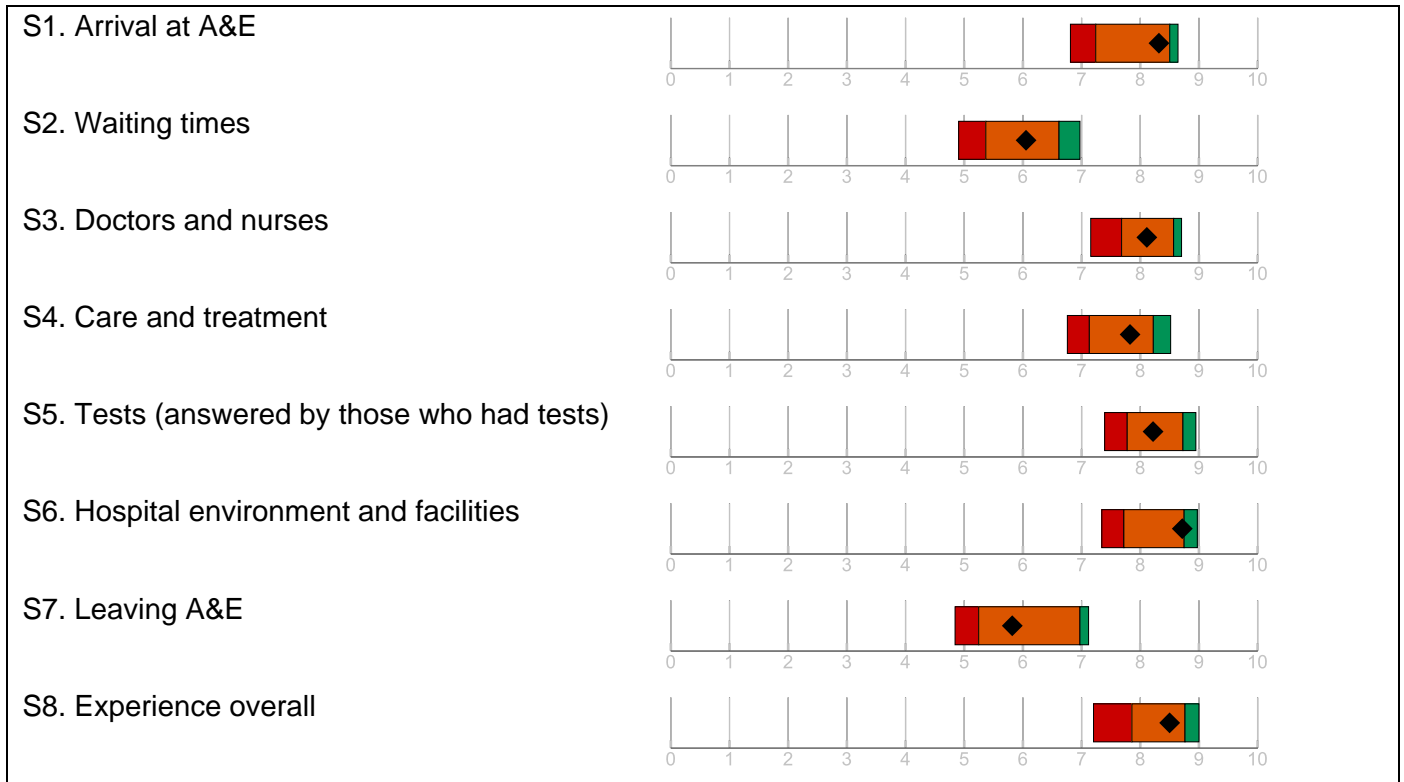 S1. Arrival at A&E
0 1 2 3 4 5 6 7 8 9 10
S2. Waiting times
0 1 2 3 4 5 6 7 8 9 10
S3. Doctors and nurses
0 1 2 3 4 5 6 7 8 9 10
S4. Care and treatment
0 1 2 3 4 5 6 7 8 9 10
S5. Tests (answered by those who had tests)
0 1 2 3 4 5 6 7 8 9 10
S6. Hospital environment and facilities
0 1 2 3 4 5 6 7 8 9 10
S7. Leaving A&E
0 1 2 3 4 5 6 7 8 9 10
S8. Experience overall
0 1 2 3 4 5 6 7 8 9 10